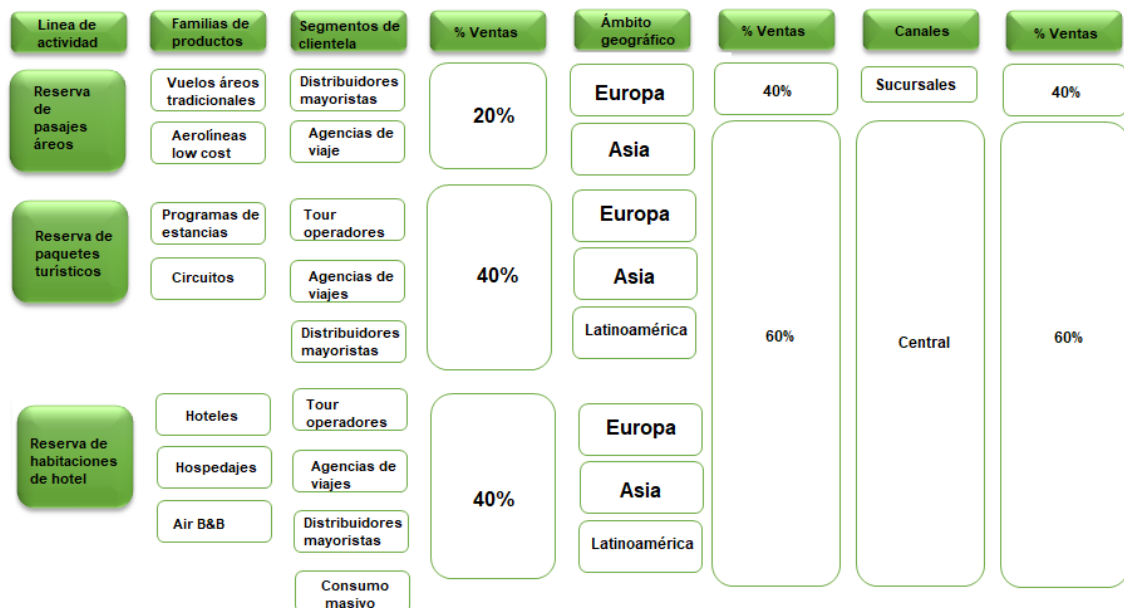 Linea de
actividad
Familias de
productos
Segmentos de
clientela
% Ventas
Ámbito
geográfico
% Ventas
Canales
% Ventas
Reserva
de
pasajes
áreos
Vuelos áreos
tradicionales
Aerolíneas
low cost
Distribuidores
mayoristas
Agencias de
viaje
20%
Europa
Asia
40%
Sucursales
40%
Reserva de
paquetes
turísticos
Programas de
estancias
Circuitos
Tour
operadores
Agencias de
viajes
Distribuidores
mayoristas
40%
Europa
Asia
Latinoamérica
60%
Central
60%
Reserva de
habitaciones
de hotel
Hoteles
Hospedajes
Air B&B
Tour
operadores
Agencias de
viajes
Distribuidores
mayoristas
Consumo
masivo
40%
Europa
Asia
Latinoamérica